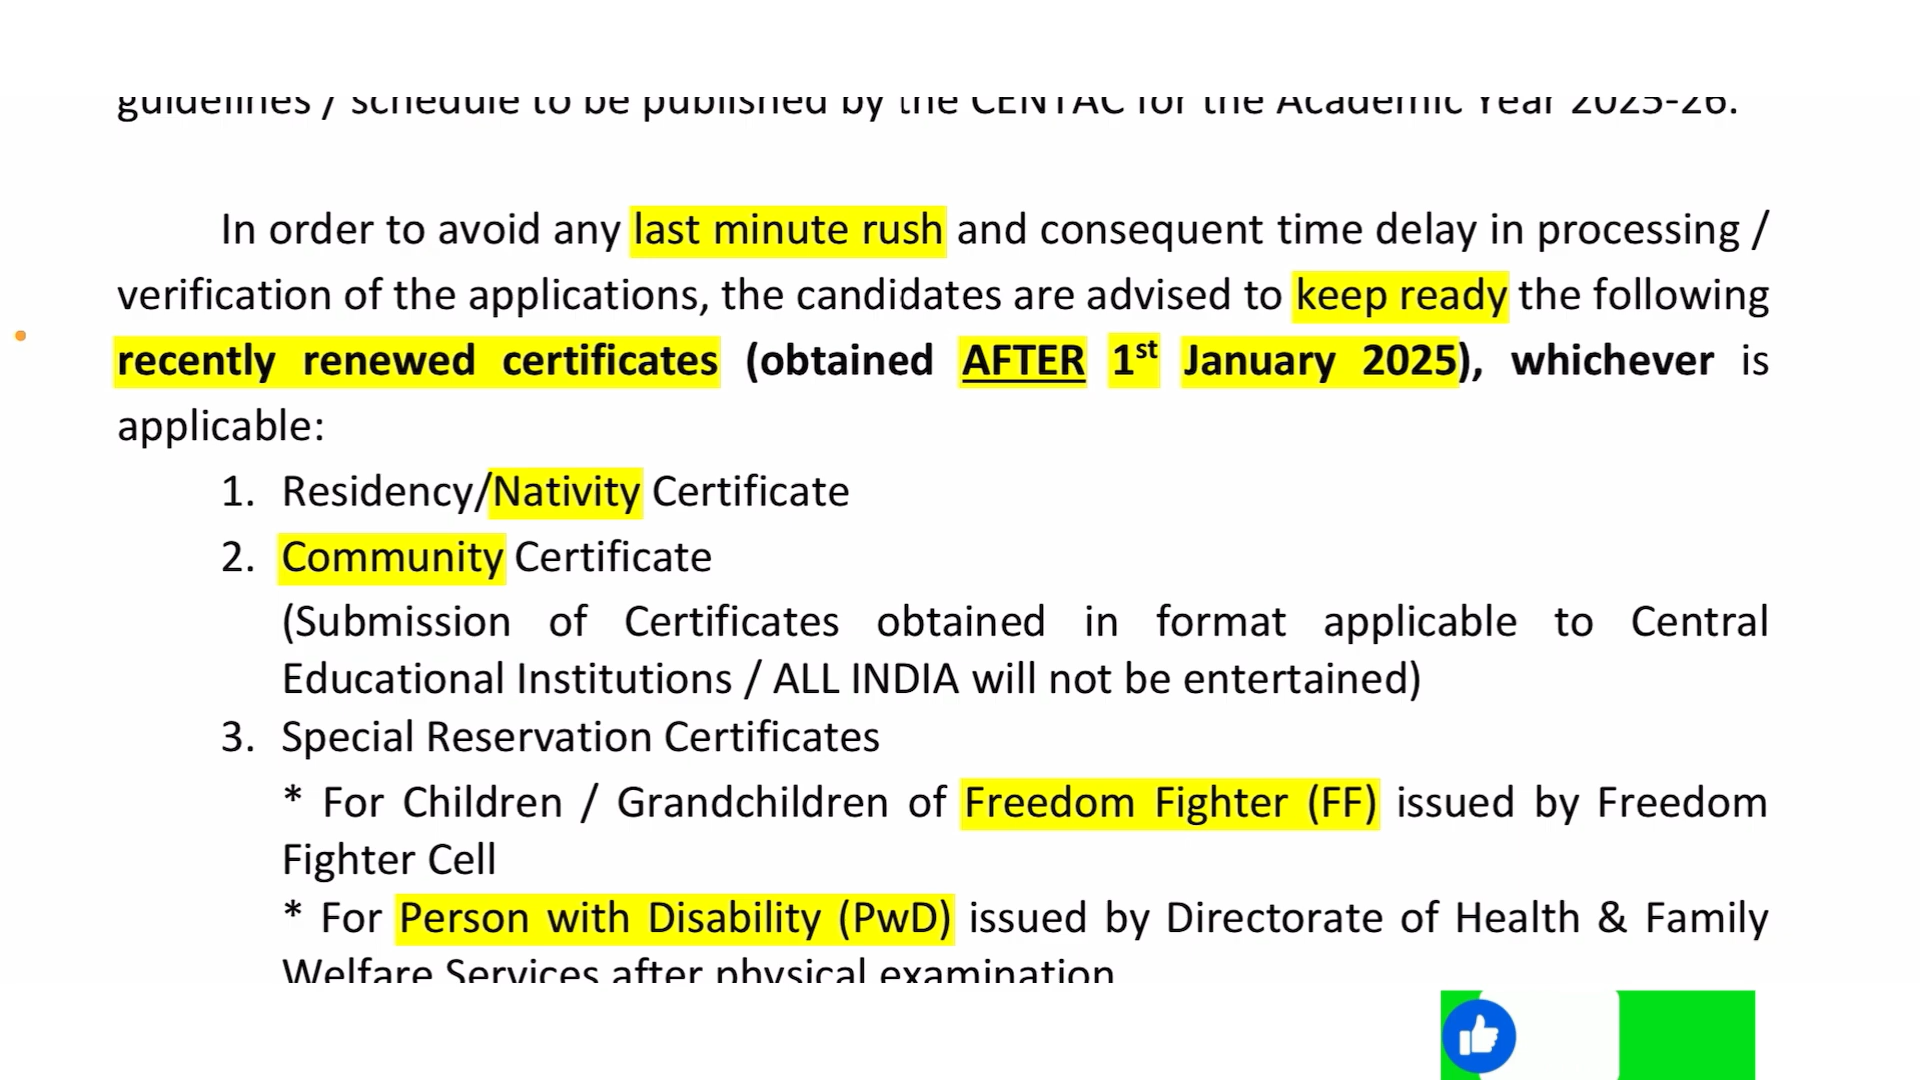 guidelines / schedule to be published by the CENTAC for the Academic Year 2025-26.
In order to avoid any last minute rush and consequent time delay in processing /
verification of the applications, the candidates are advised to keep ready the following
recently renewed certificates (obtained AFTER 1st January 2025), whichever is
applicable:
1. Residency/Nativity Certificate
2. Community Certificate
(Submission of Certificates obtained in format applicable to Central
Educational Institutions / ALL INDIA will not be entertained)
3. Special Reservation Certificates
* For Children / Grandchildren of Freedom Fighter (FF) issued by Freedom
Fighter Cell
* For Person with Disability (PwD) issued by Directorate of Health & Family
Welfare Services after physical examination